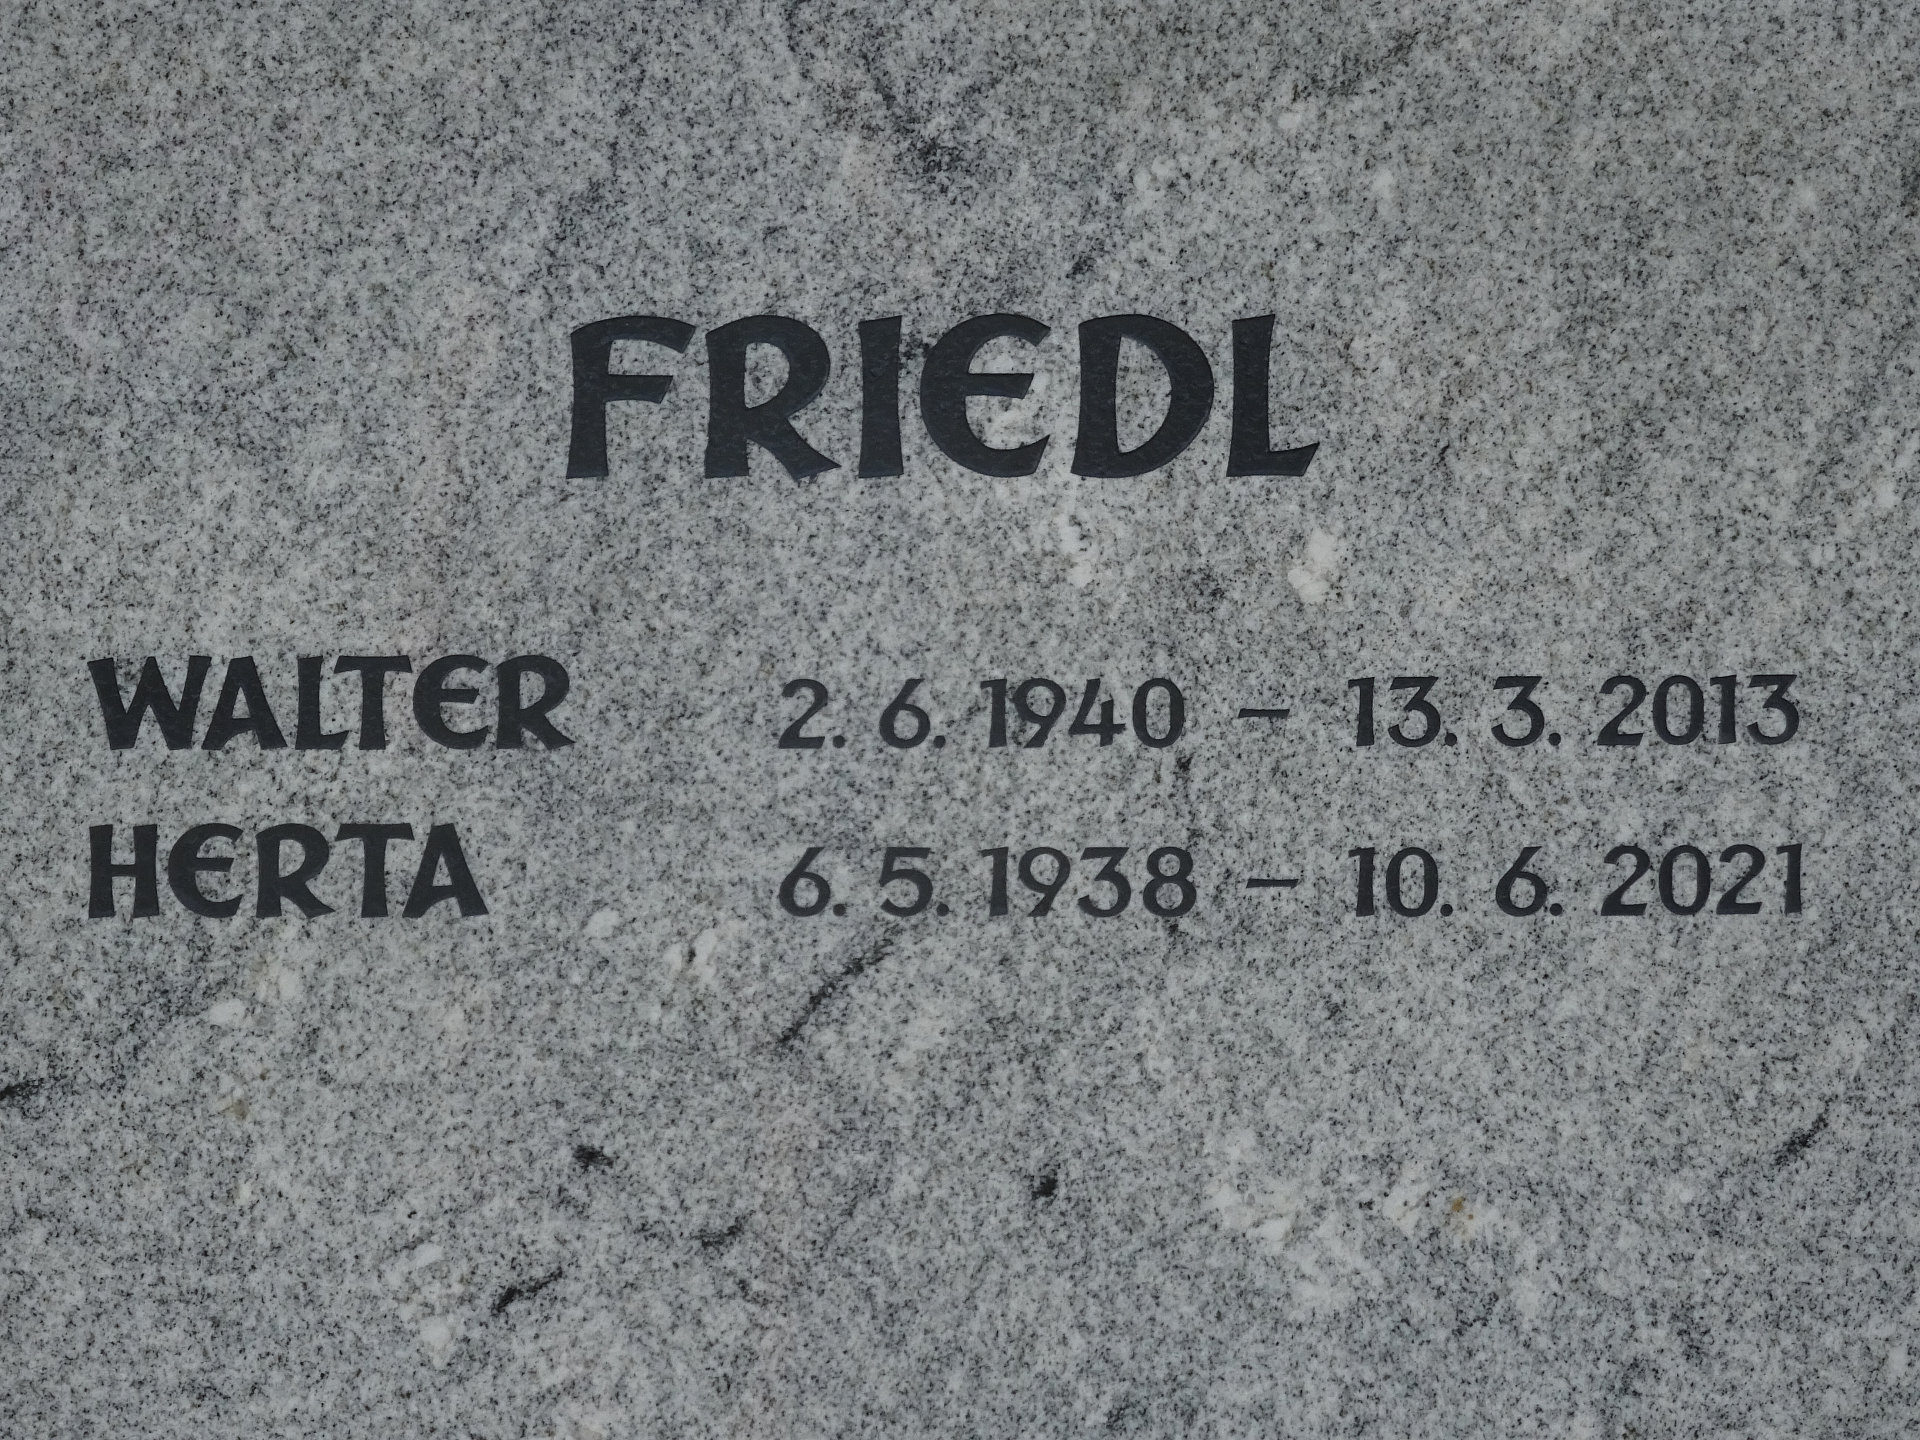 FRIEDL
WALTER 2. 6. 1940 – 13. 3. 2013
HERTA 6. 5. 1938 – 10. 6. 2021